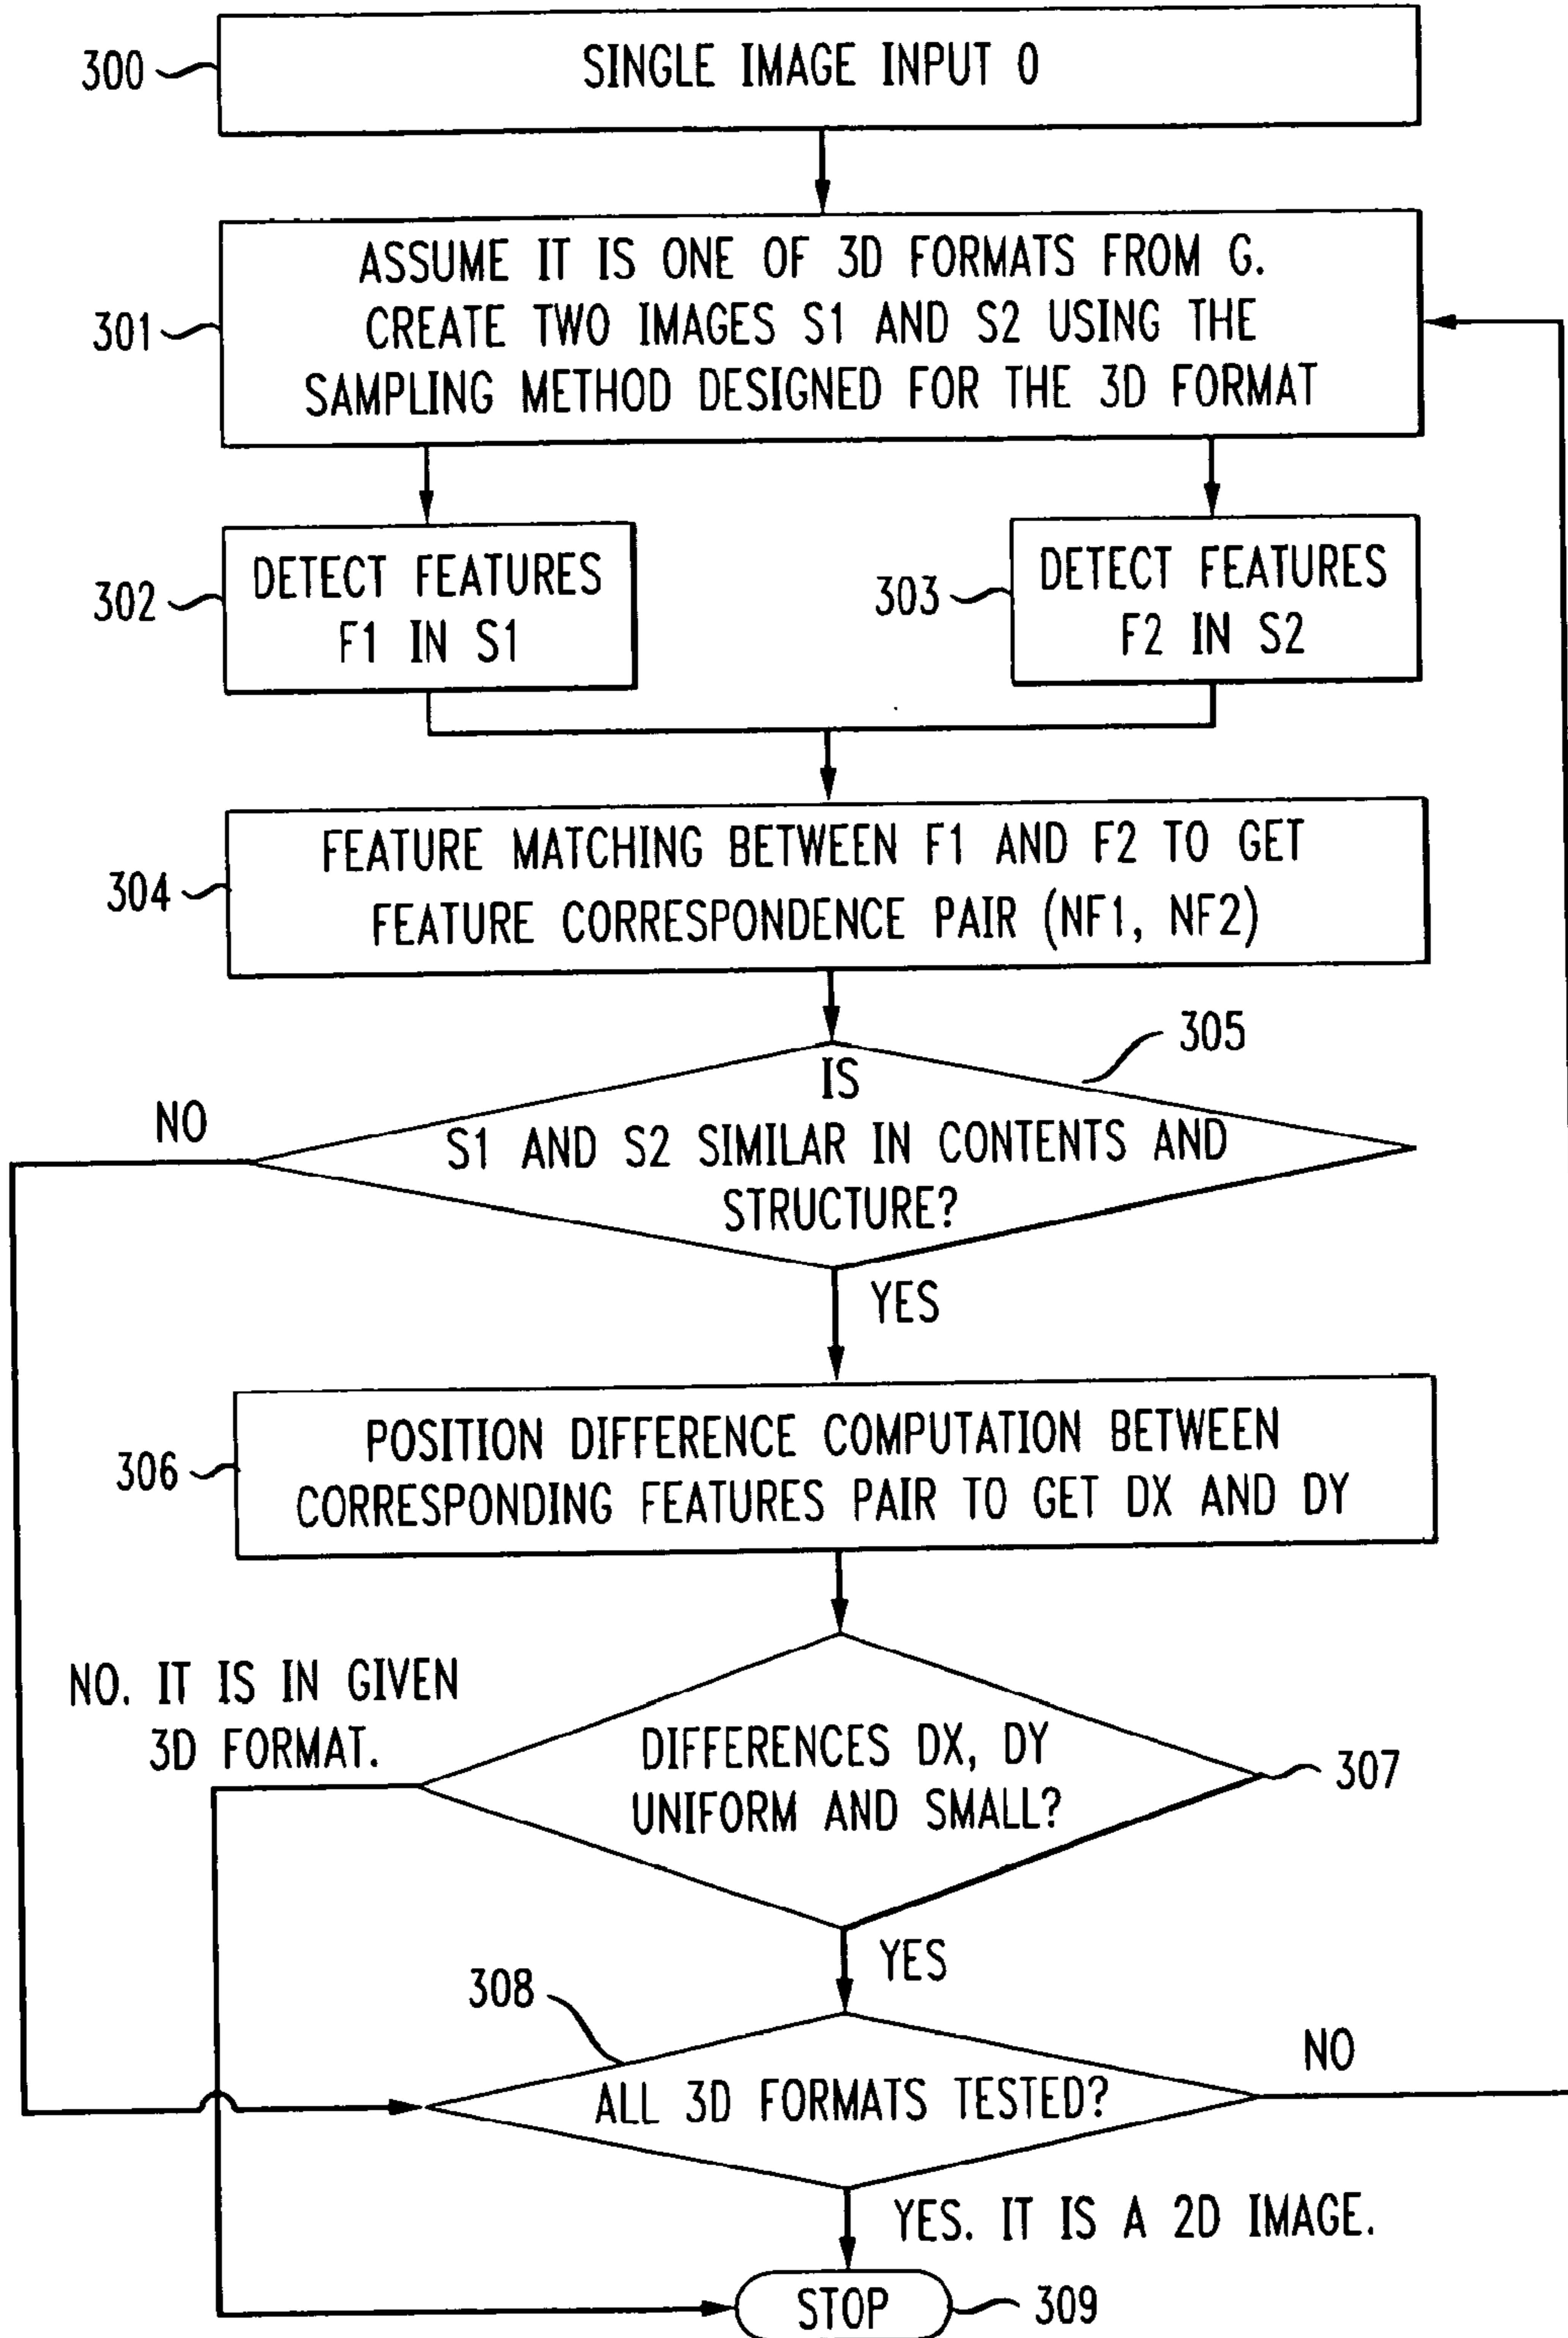 300
SINGLE IMAGE INPUT O
301
ASSUME IT IS ONE OF 3D FORMATS FROM G.
CREATE TWO IMAGES S1 AND S2 USING THE
SAMPLING METHOD DESIGNED FOR THE 3D FORMAT
302
DETECT FEATURES
F1 IN S1
303
DETECT FEATURES
F2 IN S2
304
FEATURE MATCHING BETWEEN F1 AND F2 TO GET
FEATURE CORRESPONDENCE PAIR (NF1, NF2)
305
NO
IS
S1 AND S2 SIMILAR IN CONTENTS AND
STRUCTURE?
YES
306
POSITION DIFFERENCE COMPUTATION BETWEEN
CORRESPONDING FEATURES PAIR TO GET DX AND DY
NO. IT IS IN GIVEN
3D FORMAT.
DIFFERENCES DX, DY
UNIFORM AND SMALL?
307
YES
308
NO
ALL 3D FORMATS TESTED?
YES. IT IS A 2D IMAGE.
STOP
309